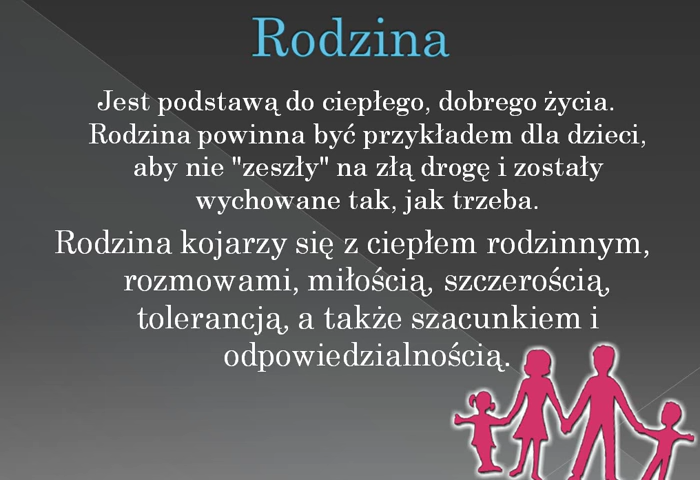 Rodzina
Jest podstawą do ciepłego, dobrego życia.
Rodzina powinna być przykładem dla dzieci,
aby nie "zeszły" na złą drogę i zostały
wychowane tak, jak trzeba.
Rodzina kojarzy się z ciepłem rodzinnym,
rozmowami, miłością, szczerością,
tolerancją, a także szacunkiem i
odpowiedzialnością.